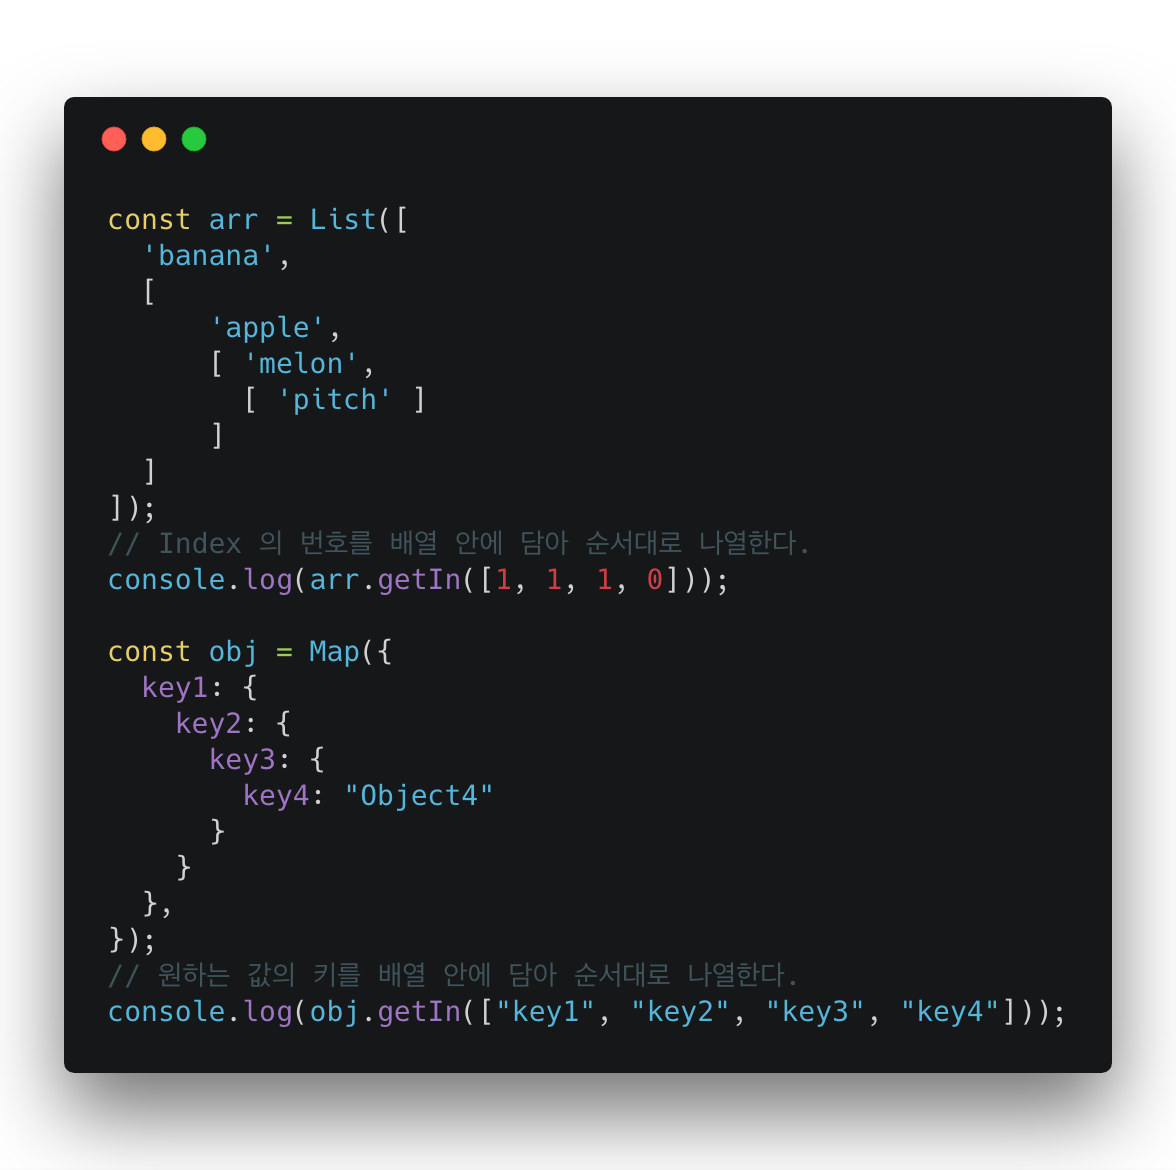 const arr = List([
  'banana',
  [
      'apple',
      [ 'melon',
        [ 'pitch' ]
      ]
  ]
]);
// Index 의 번호를 배열 안에 담아 순서대로 나열한다.
console.log(arr.getIn([1, 1, 1, 0]));

const obj = Map({
  key1: {
    key2: {
      key3: {
        key4: "Object4"
      }
    }
  },
});
// 원하는 값의 키를 배열 안에 담아 순서대로 나열한다.
console.log(obj.getIn(["key1", "key2", "key3", "key4"]));